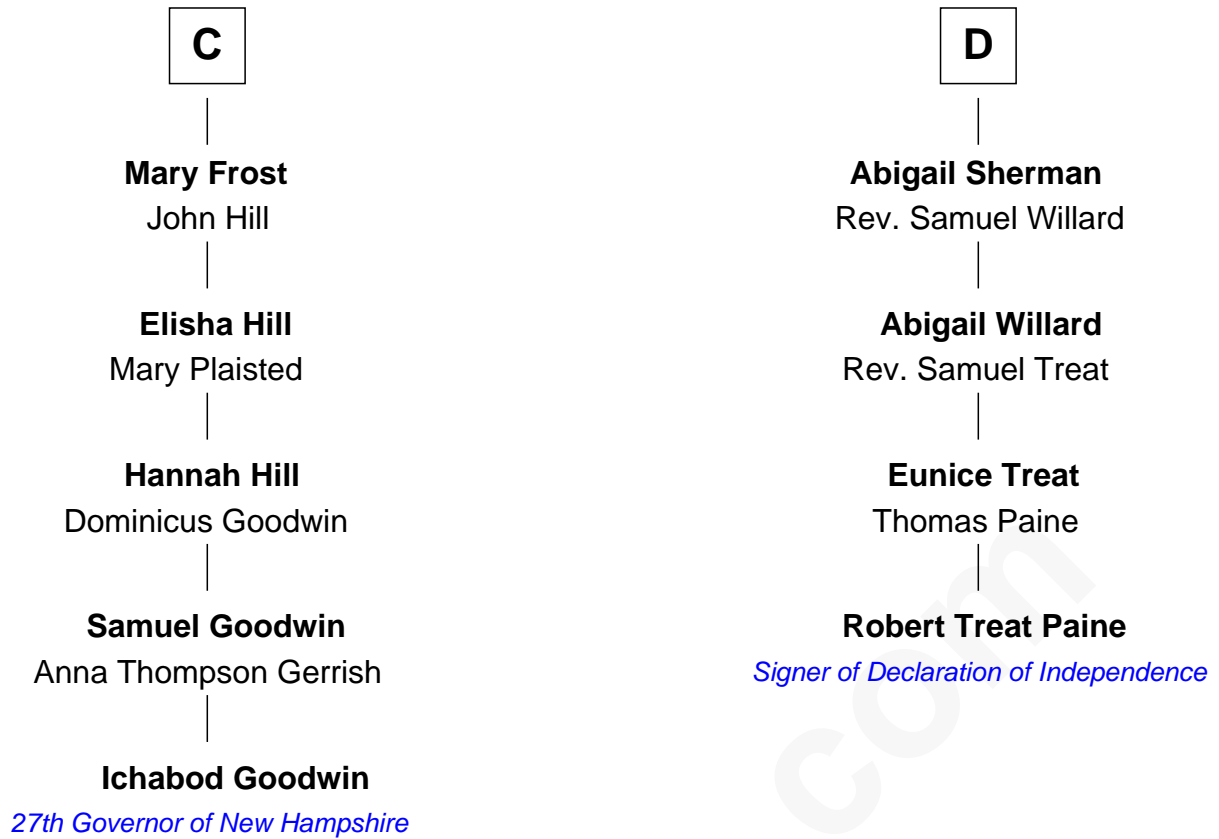 C
Mary Frost
John Hill
Elisha Hill
Mary Plaisted
Hannah Hill
Dominicus Goodwin
Samuel Goodwin
Anna Thompson Gerrish
Ichabod Goodwin
27th Governor of New Hampshire
D
Abigail Sherman
Rev. Samuel Willard
Abigail Willard
Rev. Samuel Treat
Eunice Treat
Thomas Paine
Robert Treat Paine
Signer of Declaration of Independence
com